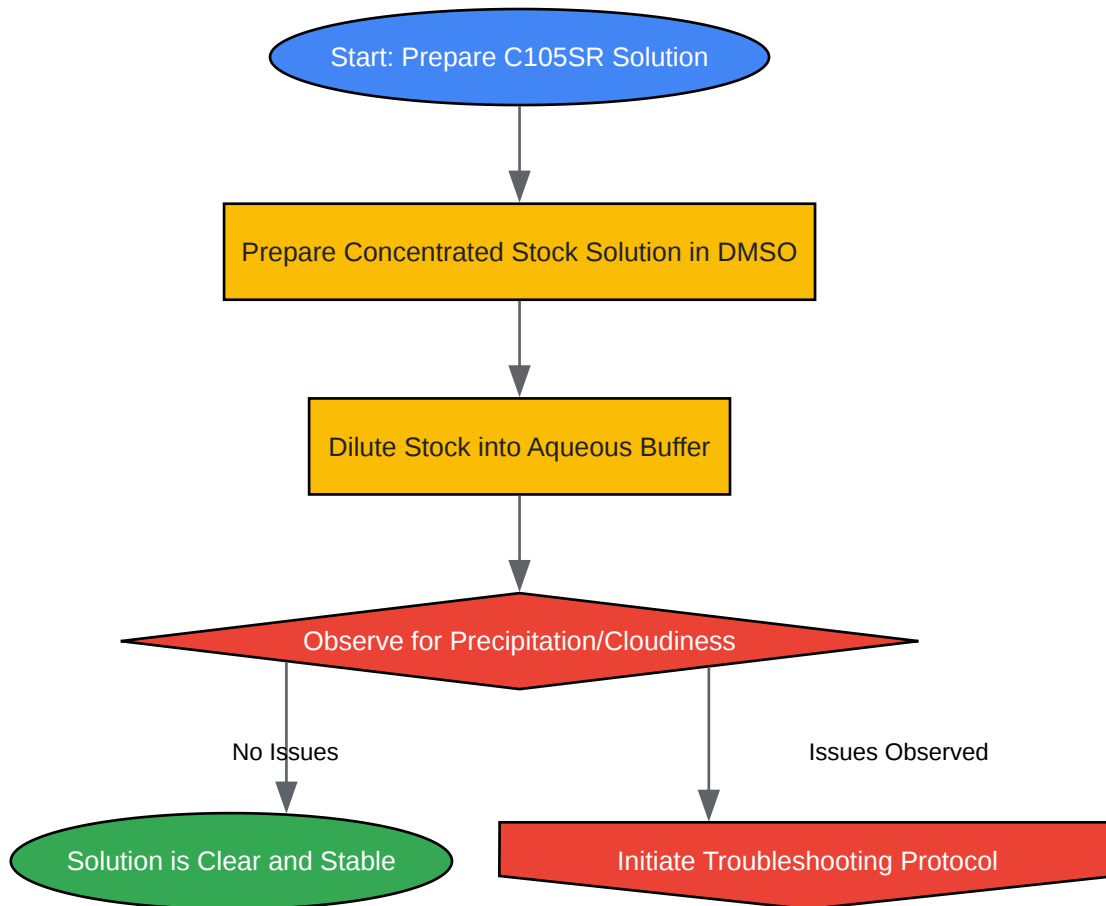 Start: Prepare C105SR Solution
Prepare Concentrated Stock Solution in DMSO
Dilute Stock into Aqueous Buffer
Observe for Precipitation/Cloudiness
No Issues
Issues Observed
Solution is Clear and Stable
Initiate Troubleshooting Protocol